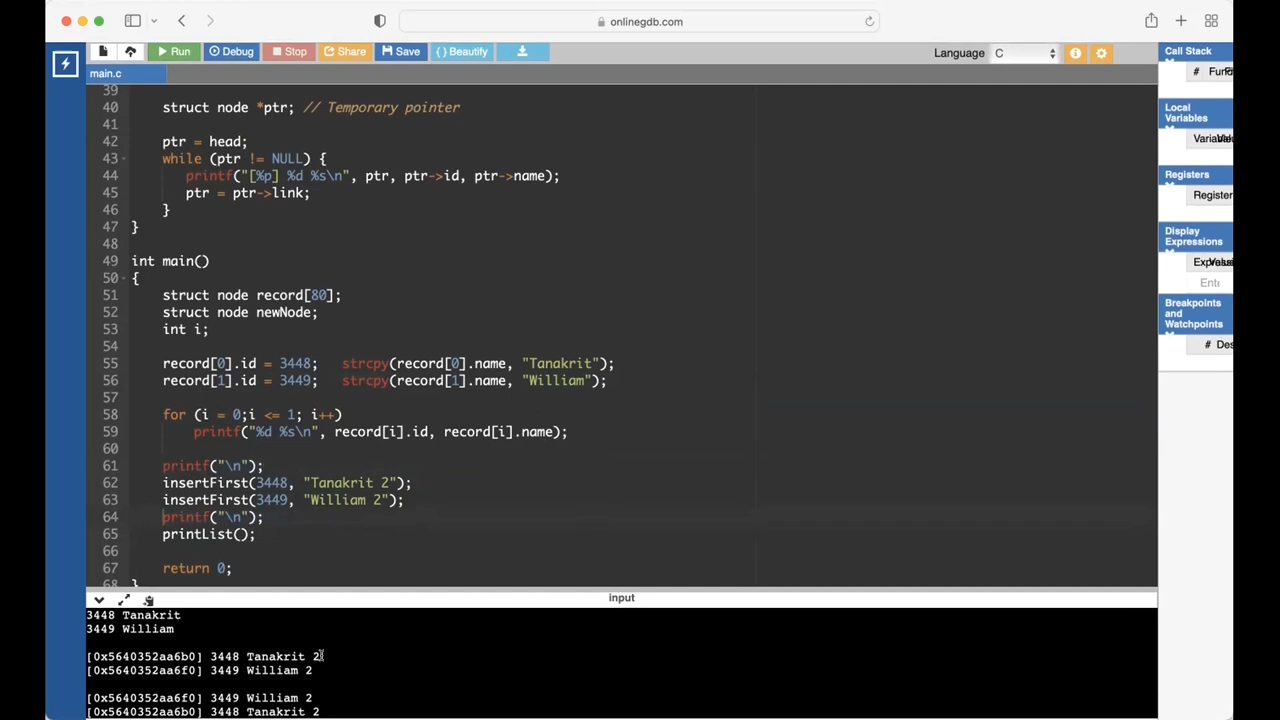 onlinegdb.com
Run Debug Stop Share Save { } Beautify
Language C
main.c
39
40 struct node *ptr; // Temporary pointer
41
42 ptr = head;
43 while (ptr != NULL) {
44 printf("[%p] %d %s\n", ptr, ptr->id, ptr->name);
45 ptr = ptr->link;
46 }
47 }
48
49 int main()
50 {
51 struct node record[80];
52 struct node newNode;
53 int i;
54
55 record[0].id = 3448; strcpy(record[0].name, "Tanakrit");
56 record[1].id = 3449; strcpy(record[1].name, "William");
57
58 for (i = 0;i <= 1; i++)
59 printf("%d %s\n", record[i].id, record[i].name);
60
61 printf("\n");
62 insertFirst(3448, "Tanakrit 2");
63 insertFirst(3449, "William 2");
64 printf("\n");
65 printList();
66
67 return 0;
68 }
input
3448 Tanakrit
3449 William
[0x5640352aa6b0] 3448 Tanakrit 2
[0x5640352aa6f0] 3449 William 2
[0x5640352aa6f0] 3449 William 2
[0x5640352aa6b0] 3448 Tanakrit 2
Call Stack
#
Local
Variables
Registers
Register
Display
Expressions
Ente
Breakpoints
and
Watchpoints
# Des